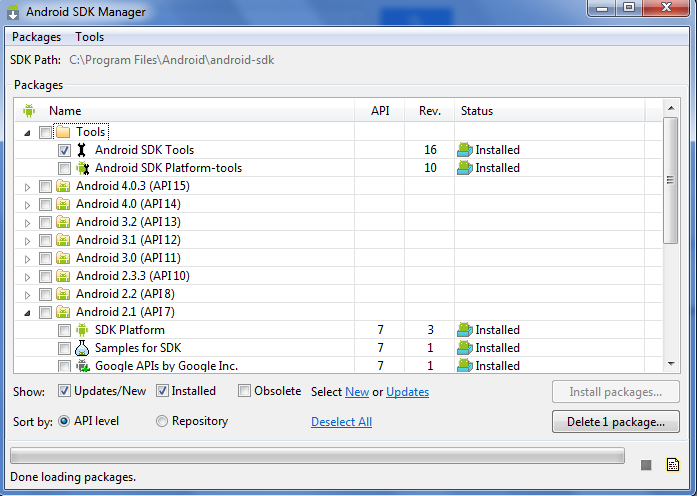 Android SDK Manager
Packages Tools
SDK Path: C:\Program Files\Android\android-sdk
Packages
Name API Rev. Status
Tools
Android SDK Tools 16 Installed
Android SDK Platform-tools 10 Installed
Android 4.0.3 (API 15)
Android 4.0 (API 14)
Android 3.2 (API 13)
Android 3.1 (API 12)
Android 3.0 (API 11)
Android 2.3.3 (API 10)
Android 2.2 (API 8)
Android 2.1 (API 7)
SDK Platform 7 3 Installed
Samples for SDK 7 1 Installed
Google APIs by Google Inc. 7 1 Installed
Show: Updates/New Installed Obsolete Select New or Updates Install packages...
Sort by: API level Repository Deselect All Delete 1 package...
Done loading packages.